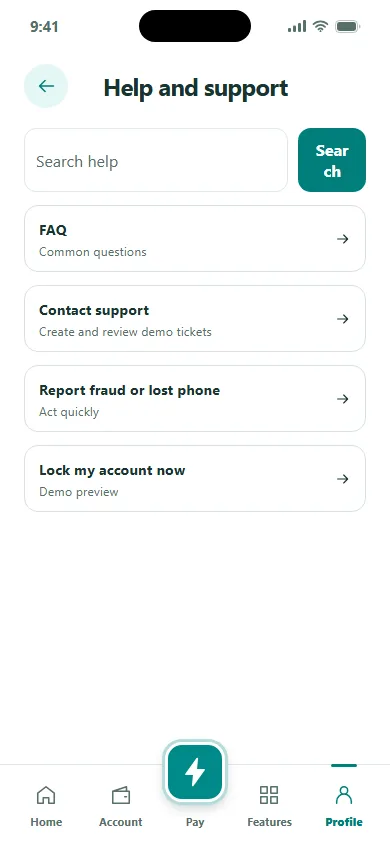 9:41
Help and support
Search help
Sear
ch
FAQ
Common questions
Contact support
Create and review demo tickets
Report fraud or lost phone
Act quickly
Lock my account now
Demo preview
Home
Account
Pay
Features
Profile